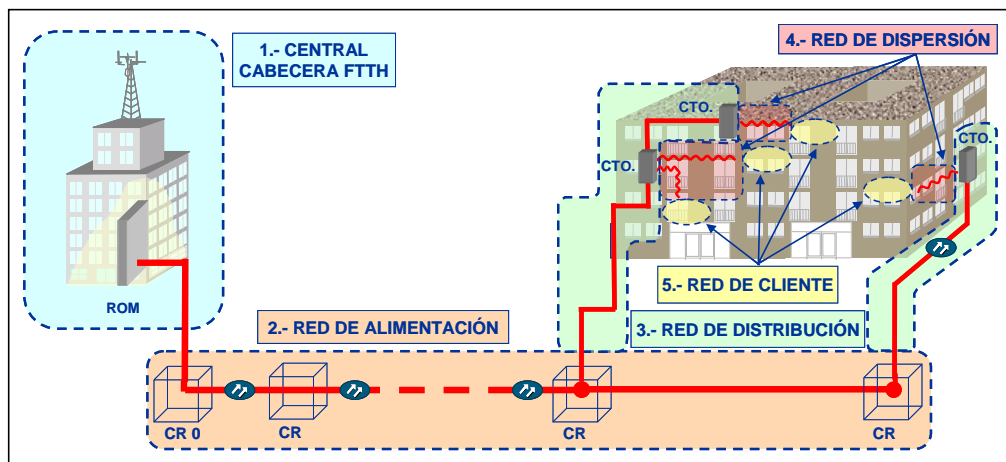 1.- CENTRAL
CABECERA FTTH
4.- RED DE DISPERSIÓN
CTO.
CTO.
CTO.
5.- RED DE CLIENTE
ROM
2.- RED DE ALIMENTACIÓN
3.- RED DE DISTRIBUCIÓN
CR 0
CR
CR
CR